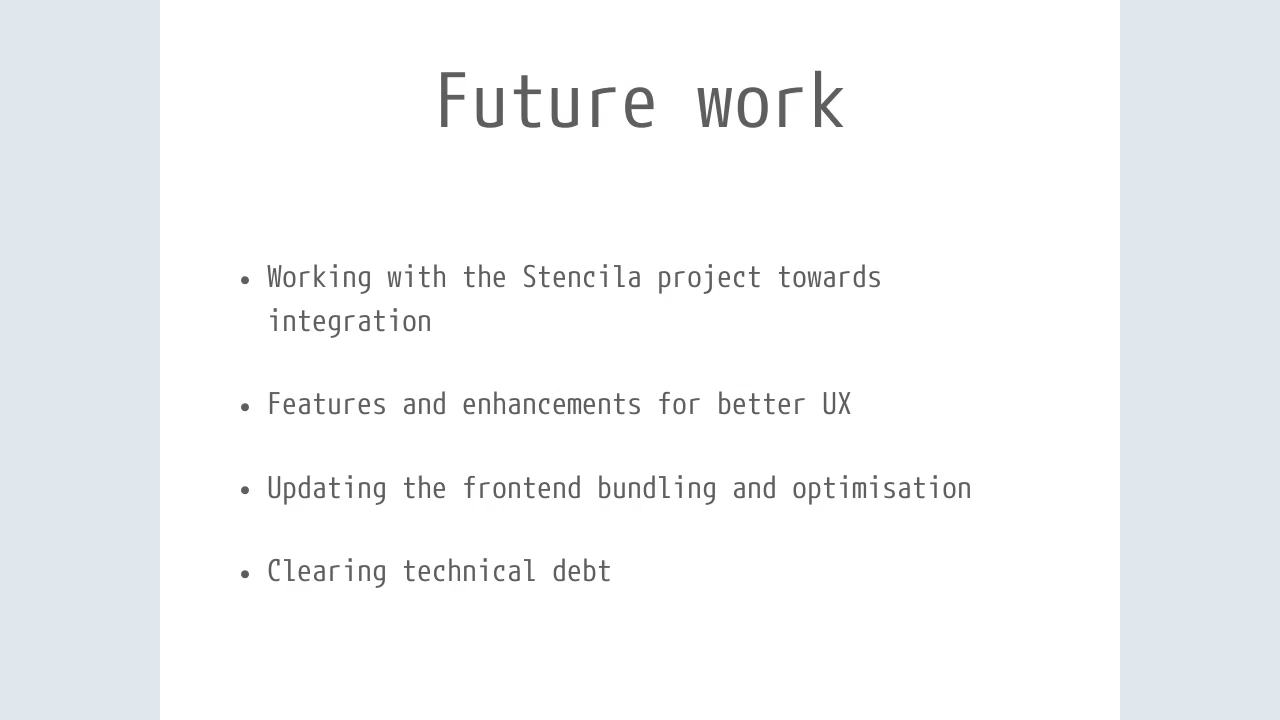 Future work
• Working with the Stencila project towards
integration
• Features and enhancements for better UX
• Updating the frontend bundling and optimisation
• Clearing technical debt